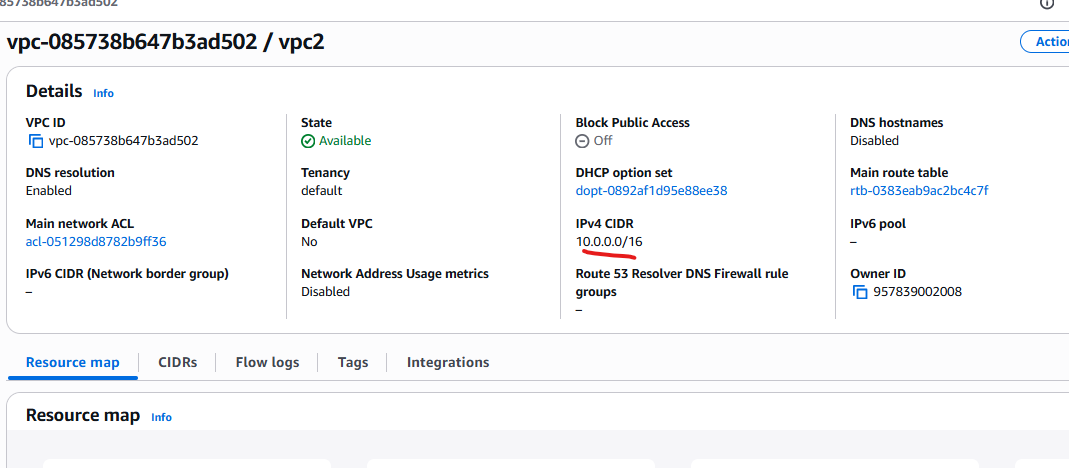 85738b647b3ad502
vpc-085738b647b3ad502 / vpc2
Actio
Details Info
VPC ID
vpc-085738b647b3ad502
State
Available
Block Public Access
Off
DNS hostnames
Disabled
DNS resolution
Enabled
Tenancy
default
DHCP option set
dopt-0892af1d95e88ee38
Main route table
rtb-0383eab9ac2bc4c7f
Main network ACL
acl-051298d8782b9ff36
Default VPC
No
IPv4 CIDR
10.0.0.0/16
IPv6 pool
–
IPv6 CIDR (Network border group)
–
Network Address Usage metrics
Disabled
Route 53 Resolver DNS Firewall rule
groups
–
Owner ID
957839002008
Resource map
CIDRs
Flow logs
Tags
Integrations
Resource map Info